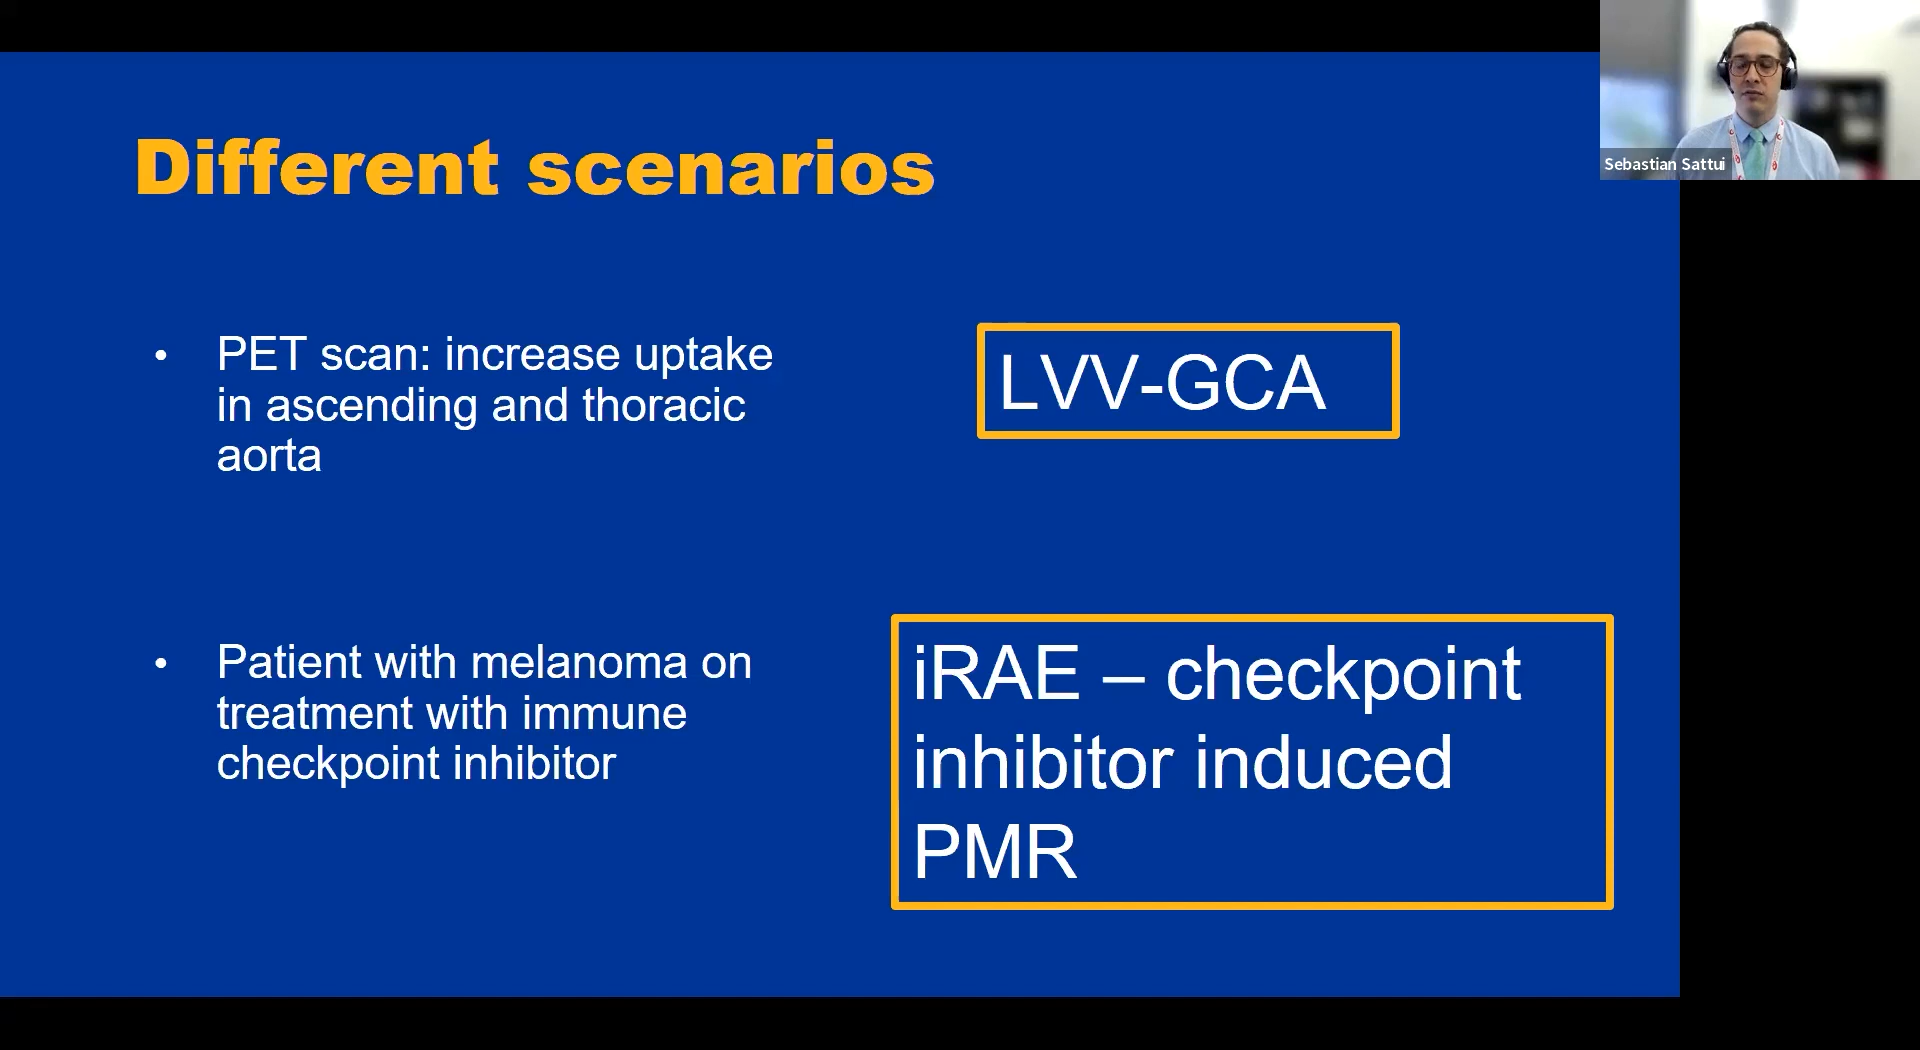 Different scenarios
• PET scan: increase uptake
in ascending and thoracic
aorta
LVV-GCA
• Patient with melanoma on
treatment with immune
checkpoint inhibitor
iRAE – checkpoint
inhibitor induced
PMR
Sebastian Sattui